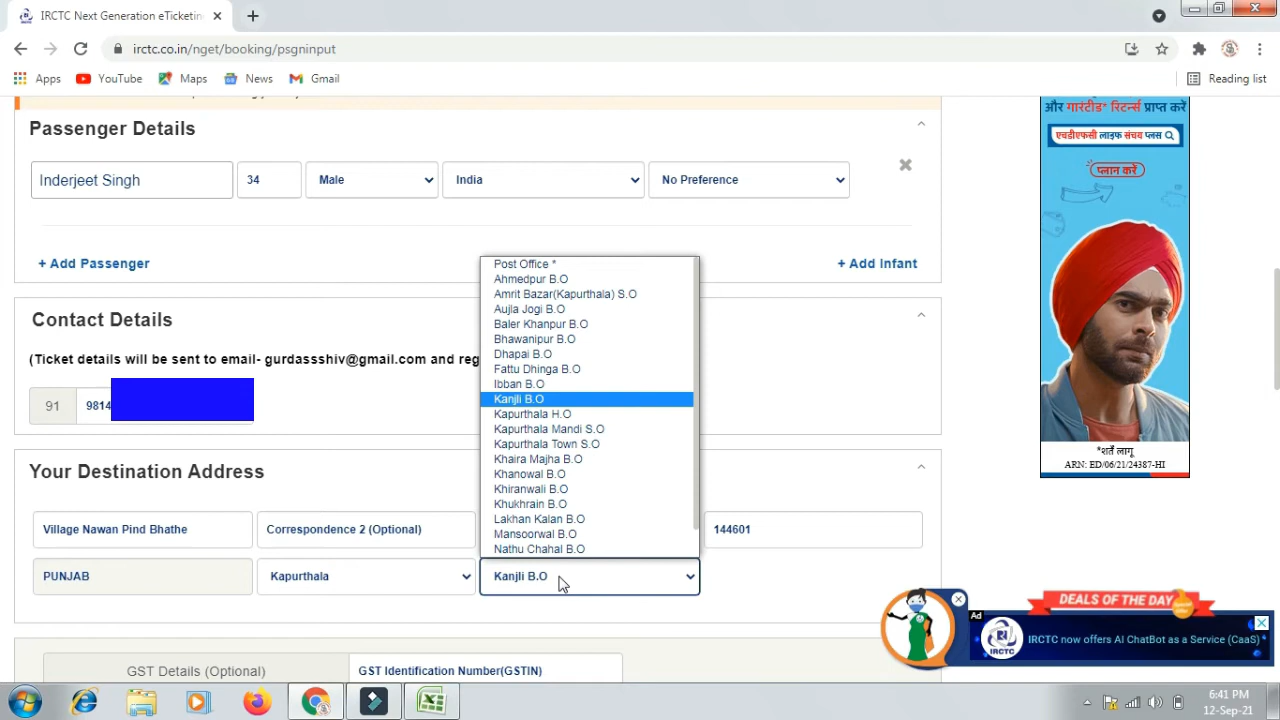 IRCTC Next Generation eTicketing
irctc.co.in/nget/booking/psgninput
Apps
YouTube
Maps
News
Gmail
Reading list
Passenger Details
Inderjeet Singh
34
Male
India
No Preference
+ Add Passenger
+ Add Infant
Contact Details
(Ticket details will be sent to email- gurdassshiv@gmail.com and reg
91
9814
Your Destination Address
Village Nawan Pind Bhathe
Correspondence 2 (Optional)
144601
PUNJAB
Kapurthala
Kanjli B.O
Post Office *
Ahmedpur B.O
Amrit Bazar(Kapurthala) S.O
Aujla Jogi B.O
Baler Khanpur B.O
Bhawanipur B.O
Dhapai B.O
Fattu Dhinga B.O
Ibban B.O
Kanjli B.O
Kapurthala H.O
Kapurthala Mandi S.O
Kapurthala Town S.O
Khaira Majha B.O
Khanowal B.O
Khiranwali B.O
Khukhrain B.O
Lakhan Kalan B.O
Mansoorwal B.O
Nathu Chahal B.O
GST Details (Optional)
GST Identification Number(GSTIN)
और गारंटीड* रिटर्न्स प्राप्त करें
एचडीएफसी लाइफ संचय प्लस
प्लान करें
*शर्तें लागू
ARN: ED/06/21/24387-HI
DEALS OF THE DAY
Ad
IRCTC
IRCTC now offers AI ChatBot as a Service (CaaS)
6:41 PM
12-Sep-21